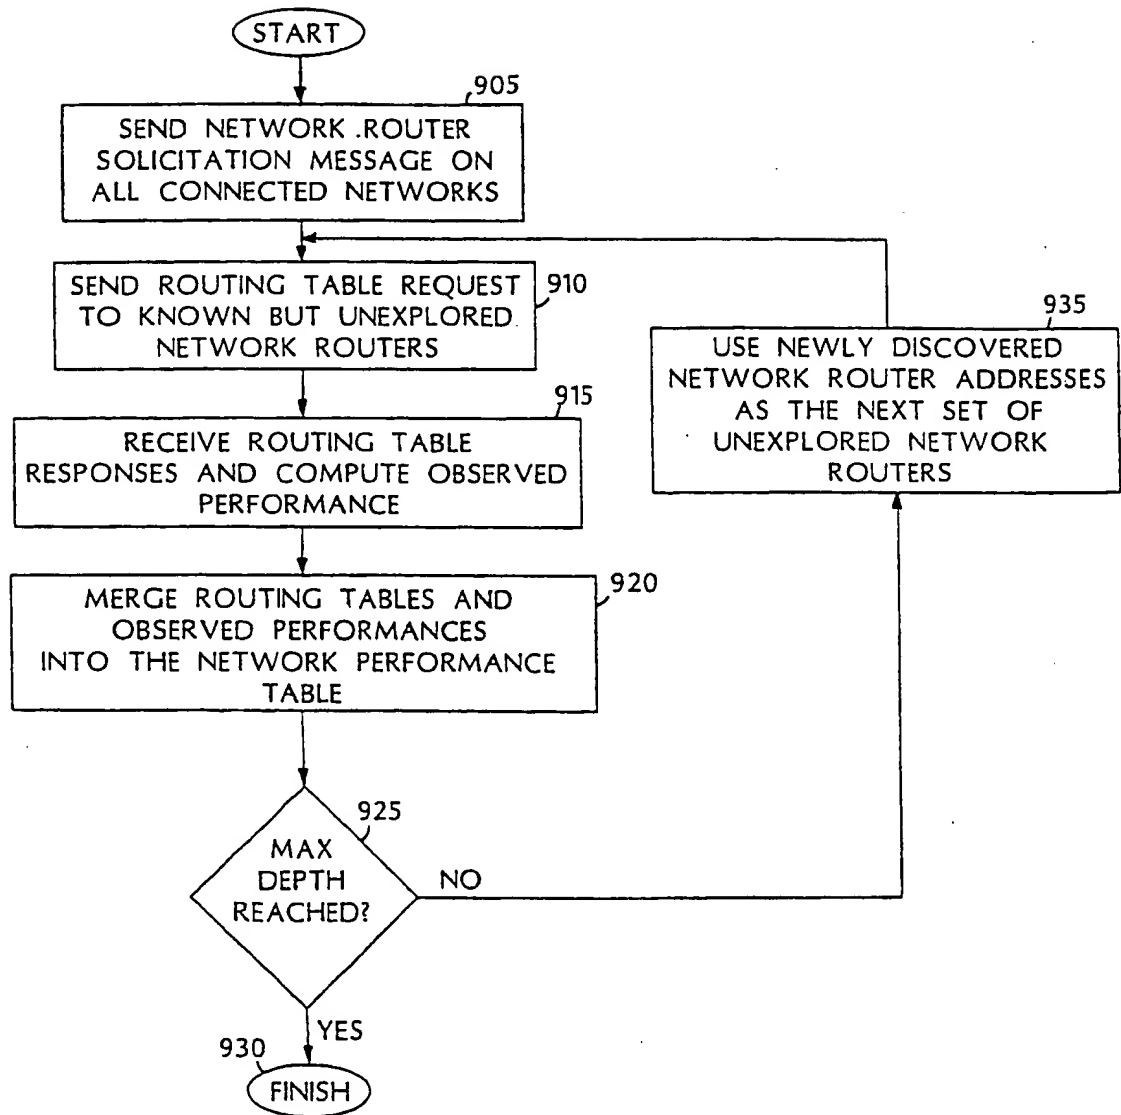 START
905
SEND NETWORK .ROUTER
SOLICITATION MESSAGE ON
ALL CONNECTED NETWORKS
SEND ROUTING TABLE REQUEST
TO KNOWN BUT UNEXPLORED
NETWORK ROUTERS
910
935
USE NEWLY DISCOVERED
NETWORK ROUTER ADDRESSES
AS THE NEXT SET OF
UNEXPLORED NETWORK
ROUTERS
915
RECEIVE ROUTING TABLE
RESPONSES AND COMPUTE OBSERVED
PERFORMANCE
920
MERGE ROUTING TABLES AND
OBSERVED PERFORMANCES
INTO THE NETWORK PERFORMANCE
TABLE
925
MAX
DEPTH
REACHED?
NO
YES
930
FINISH